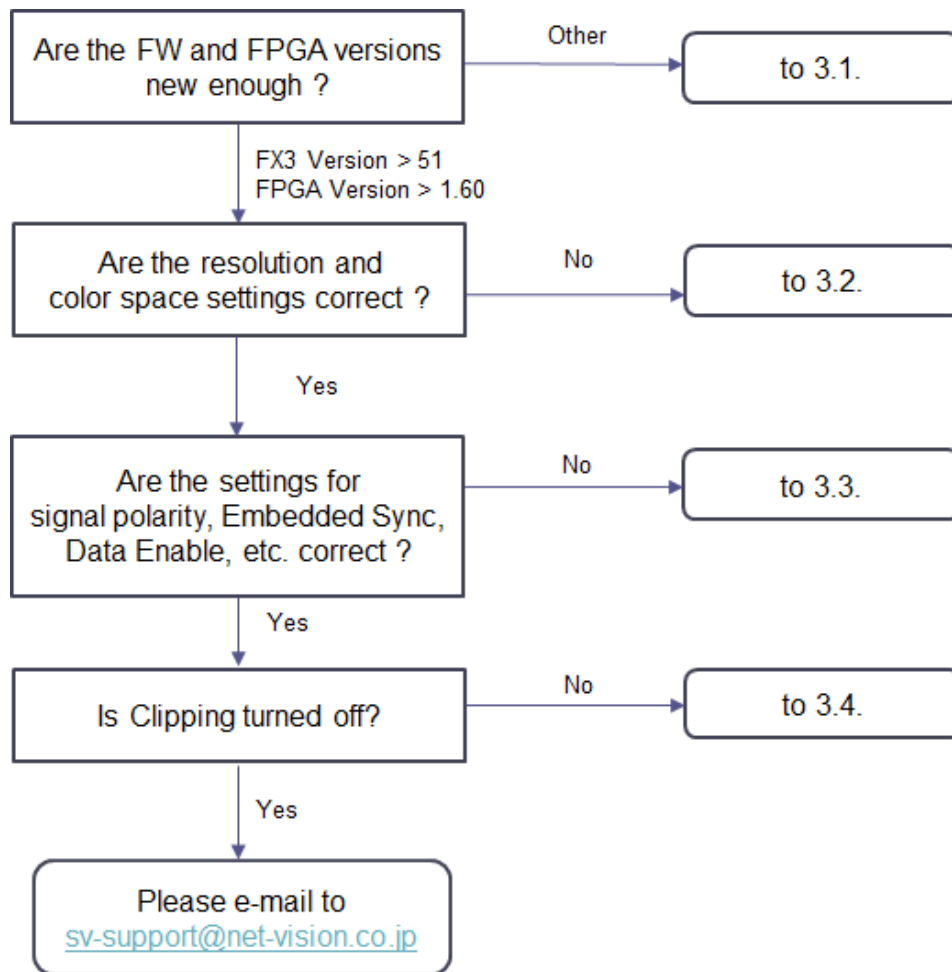 Are the FW and FPGA versions
new enough ?
Other
to 3.1.
FX3 Version > 51
FPGA Version > 1.60
Are the resolution and
color space settings correct ?
No
to 3.2.
Yes
Are the settings for
signal polarity, Embedded Sync,
Data Enable, etc. correct ?
No
to 3.3.
Yes
Is Clipping turned off?
No
to 3.4.
Yes
Please e-mail to
sv-support@net-vision.co.jp